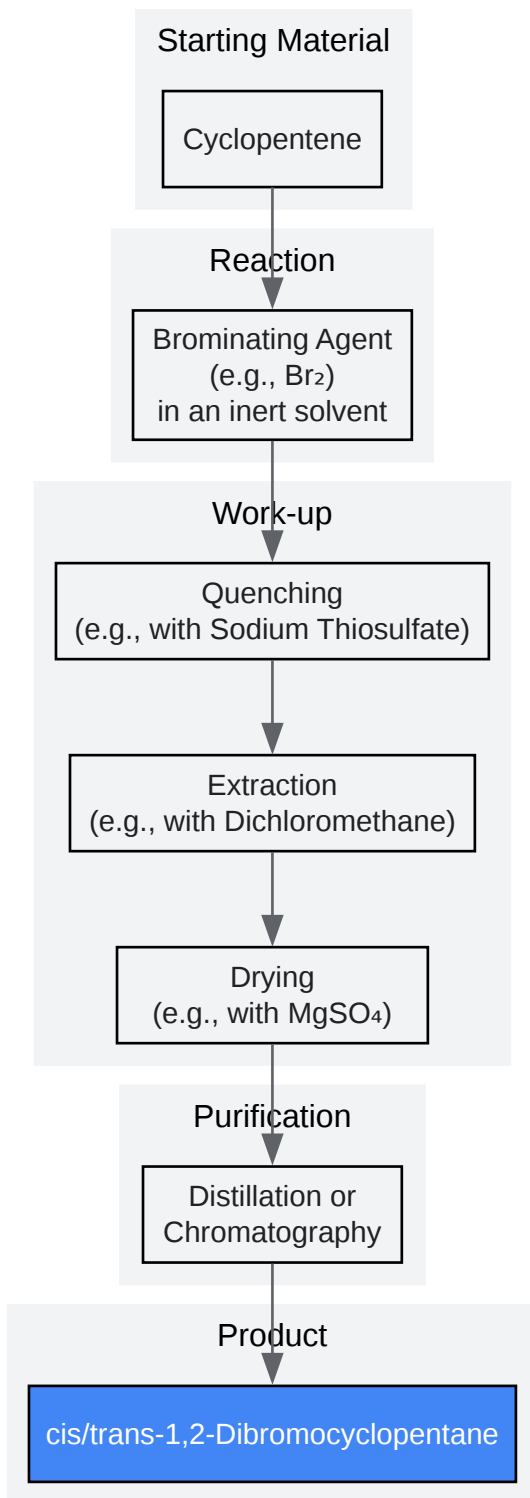 Starting Material
Cyclopentene
Reaction
Brominating Agent
(e.g., Br₂)
in an inert solvent
Work-up
Quenching
(e.g., with Sodium Thiosulfate)
Extraction
(e.g., with Dichloromethane)
Drying
(e.g., with MgSO₄)
Purification
Distillation or
Chromatography
Product
cis/trans-1,2-Dibromocyclopentane